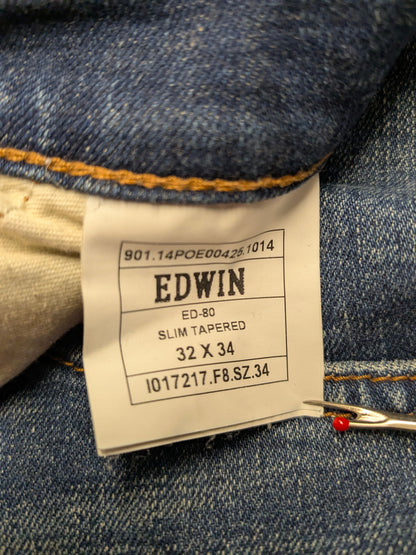 901.14POE00425.1014
EDWIN
ED-80
SLIM TAPERED
32 X 34
I017217.F8.SZ.34